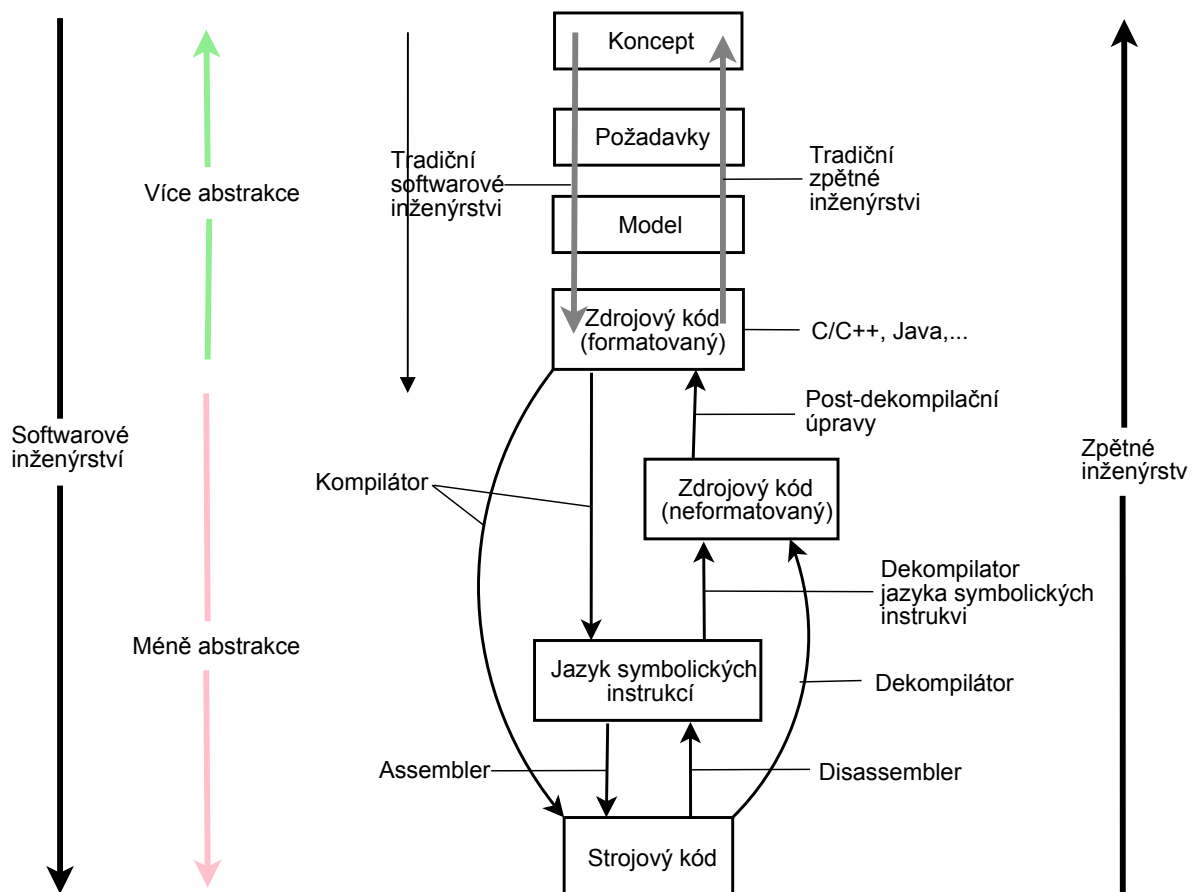 Koncept
Požadavky
Tradiční
softwarové
inženýrstvi
Tradiční
zpětné
inženýrstvi
Více abstrakce
Model
Zdrojový kód
(formatovaný)
C/C++, Java,...
Post-dekompilační
úpravy
Softwarové
inženýrství
Zpětné
inženýrstv
Kompilátor
Zdrojový kód
(neformatovaný)
Dekompilator
jazyka symbolických
instrukvi
Méně abstrakce
Jazyk symbolických
instrukcí
Dekompilátor
Assembler
Disassembler
Strojový kód